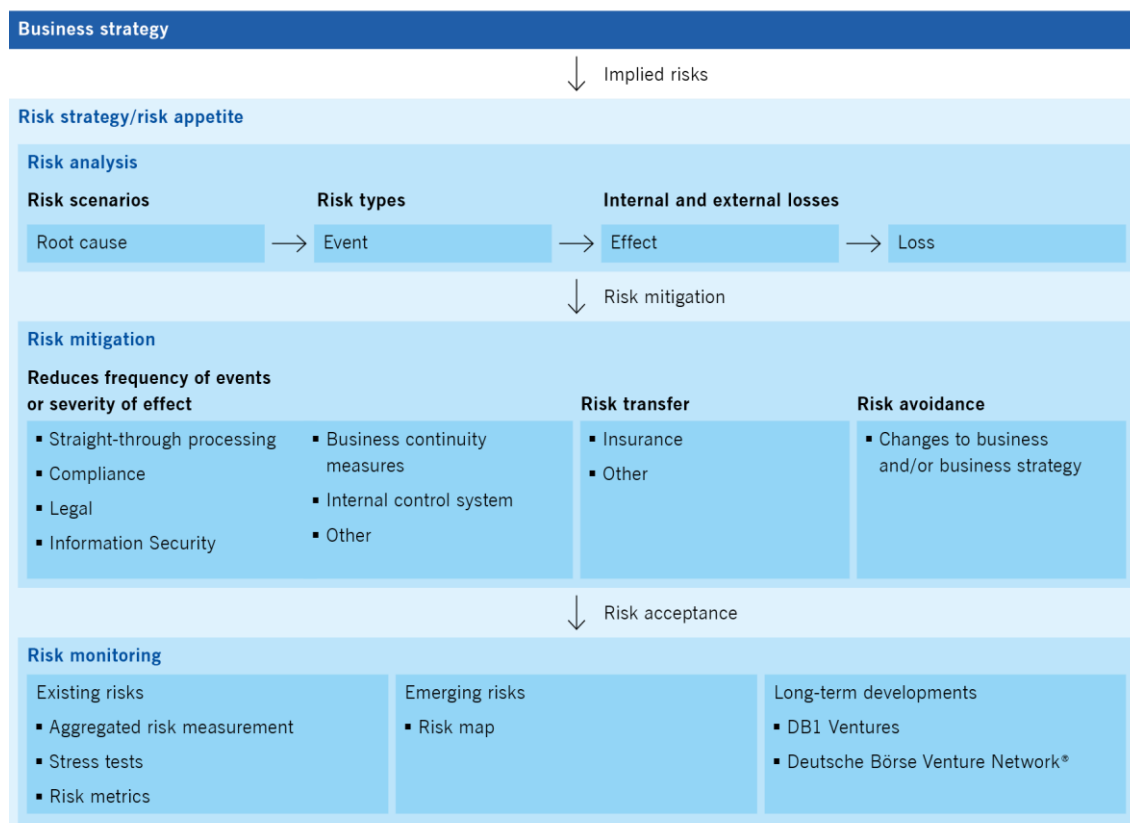 Business strategy
Implied risks
Risk strategy/risk appetite
Risk analysis
Risk scenarios
Risk types
Internal and external losses
Root cause
Event
Effect
Loss
Risk mitigation
Risk mitigation
Reduces frequency of events
or severity of effect
▪ Straight-through processing
▪ Compliance
▪ Legal
▪ Information Security
▪ Business continuity
measures
▪ Internal control system
▪ Other
Risk transfer
▪ Insurance
▪ Other
Risk avoidance
▪ Changes to business
and/or business strategy
Risk acceptance
Risk monitoring
Existing risks
▪ Aggregated risk measurement
▪ Stress tests
▪ Risk metrics
Emerging risks
▪ Risk map
Long-term developments
▪ DB1 Ventures
▪ Deutsche Börse Venture Network®